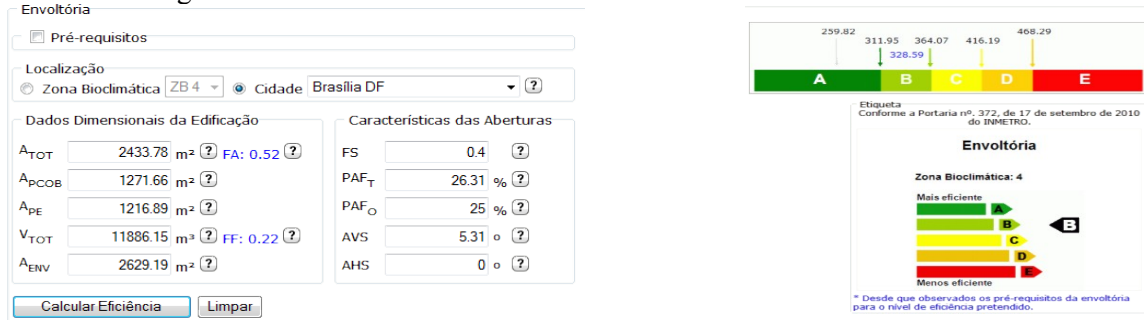 Envoltória
Pré-requisitos
Localização
Zona Bioclimática ZB 4 Cidade Brasília DF ?
Dados Dimensionais da Edificação
ATOT 2433.78 m² ? FA: 0.52 ?
APCOB 1271.66 m² ?
APE 1216.89 m² ?
VTOT 11886.15 m³ ? FF: 0.22 ?
AENV 2629.19 m² ?
Características das Aberturas
FS 0.4 ?
PAFT 26.31 % ?
PAFO 25 % ?
AVS 5.31 o ?
AHS 0 o ?
Calcular Eficiência Limpar
259.82 468.29
311.95 364.07 416.19
328.59
A B C D E
Etiqueta
Conforme a Portaria nº. 372, de 17 de setembro de 2010
do INMETRO.
Envoltória
Zona Bioclimática: 4
Mais eficiente
A
B B
C
D
E
Menos eficiente
* Desde que observados os pré-requisitos da envoltória
para o nível de eficiência pretendido.